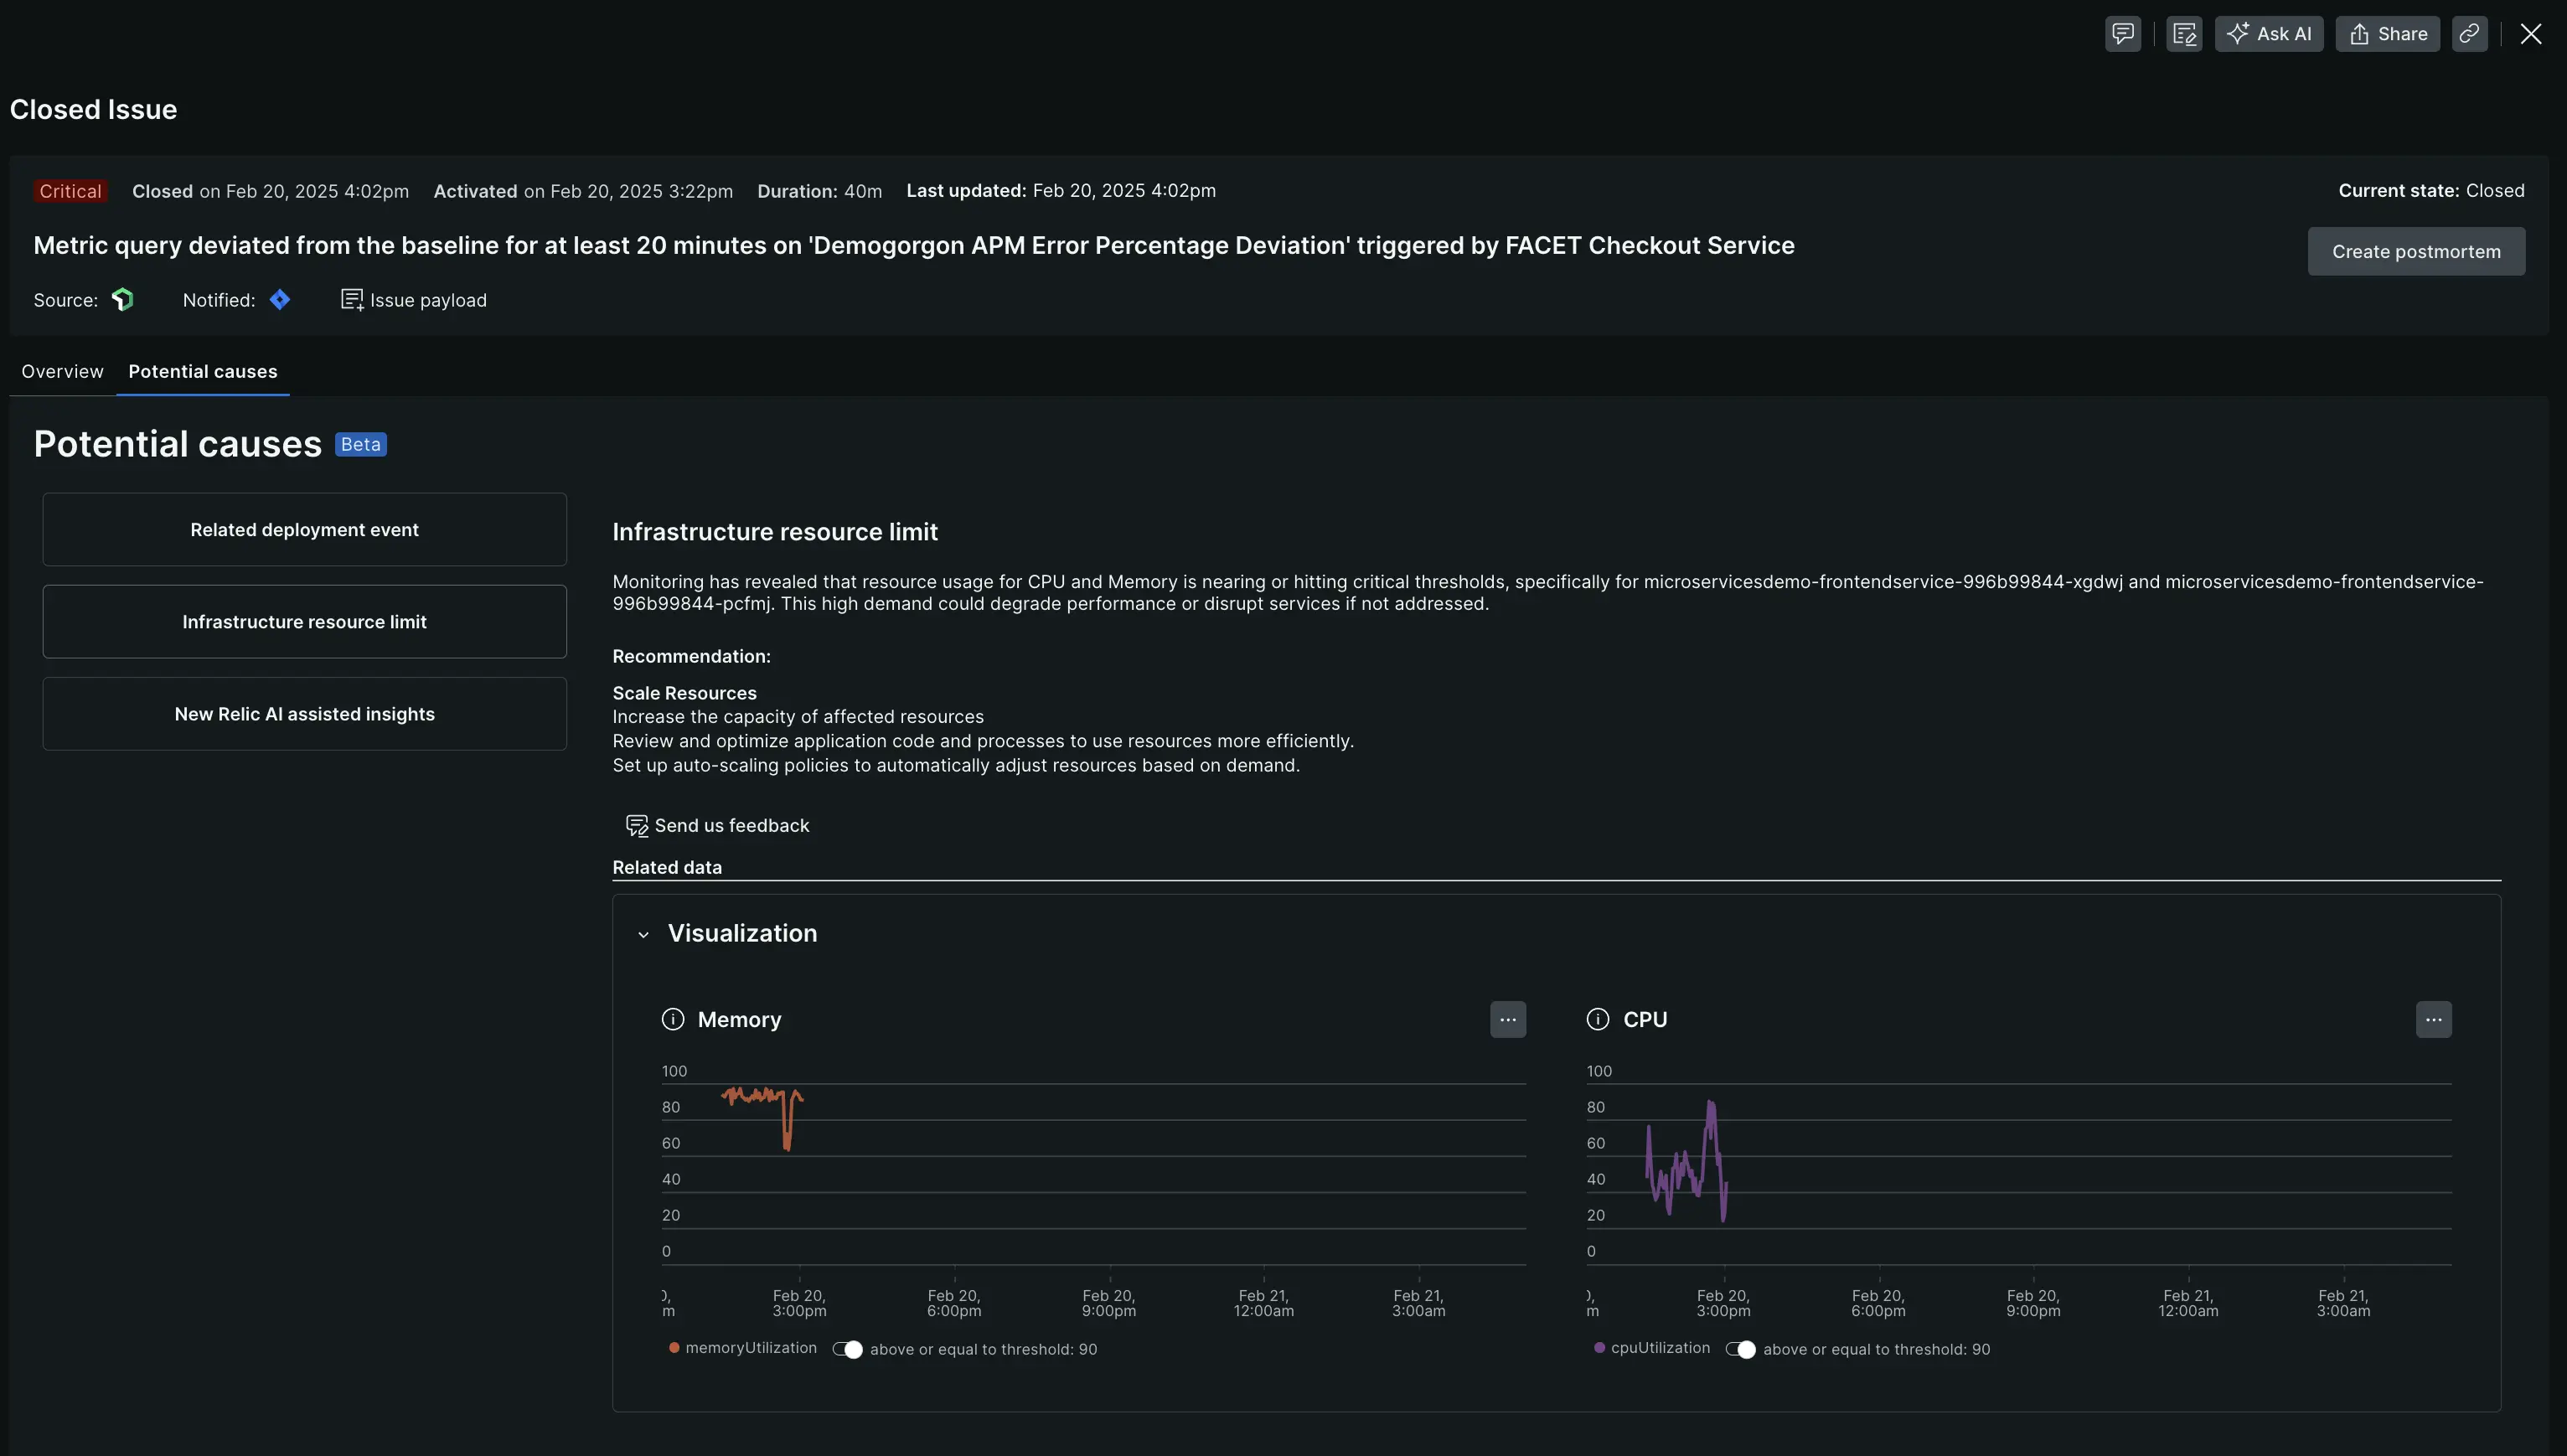 Ask AI
Share
Closed Issue
Critical Closed on Feb 20, 2025 4:02pm Activated on Feb 20, 2025 3:22pm Duration: 40m Last updated: Feb 20, 2025 4:02pm
Current state: Closed
Metric query deviated from the baseline for at least 20 minutes on 'Demogorgon APM Error Percentage Deviation' triggered by FACET Checkout Service
Create postmortem
Source: Notified: Issue payload
Overview Potential causes
Potential causes Beta
Related deployment event
Infrastructure resource limit
New Relic AI assisted insights
Infrastructure resource limit
Monitoring has revealed that resource usage for CPU and Memory is nearing or hitting critical thresholds, specifically for microservicesdemo-frontendservice-996b99844-xgdwj and microservicesdemo-frontendservice-
996b99844-pcfmj. This high demand could degrade performance or disrupt services if not addressed.
Recommendation:
Scale Resources
Increase the capacity of affected resources
Review and optimize application code and processes to use resources more efficiently.
Set up auto-scaling policies to automatically adjust resources based on demand.
Send us feedback
Related data
Visualization
Memory
100
80
60
40
20
0
0,
m
Feb 20,
3:00pm
Feb 20,
6:00pm
Feb 20,
9:00pm
Feb 21,
12:00am
Feb 21,
3:00am
memoryUtilization above or equal to threshold: 90
CPU
100
80
60
40
20
0
0,
m
Feb 20,
3:00pm
Feb 20,
6:00pm
Feb 20,
9:00pm
Feb 21,
12:00am
Feb 21,
3:00am
cpuUtilization above or equal to threshold: 90